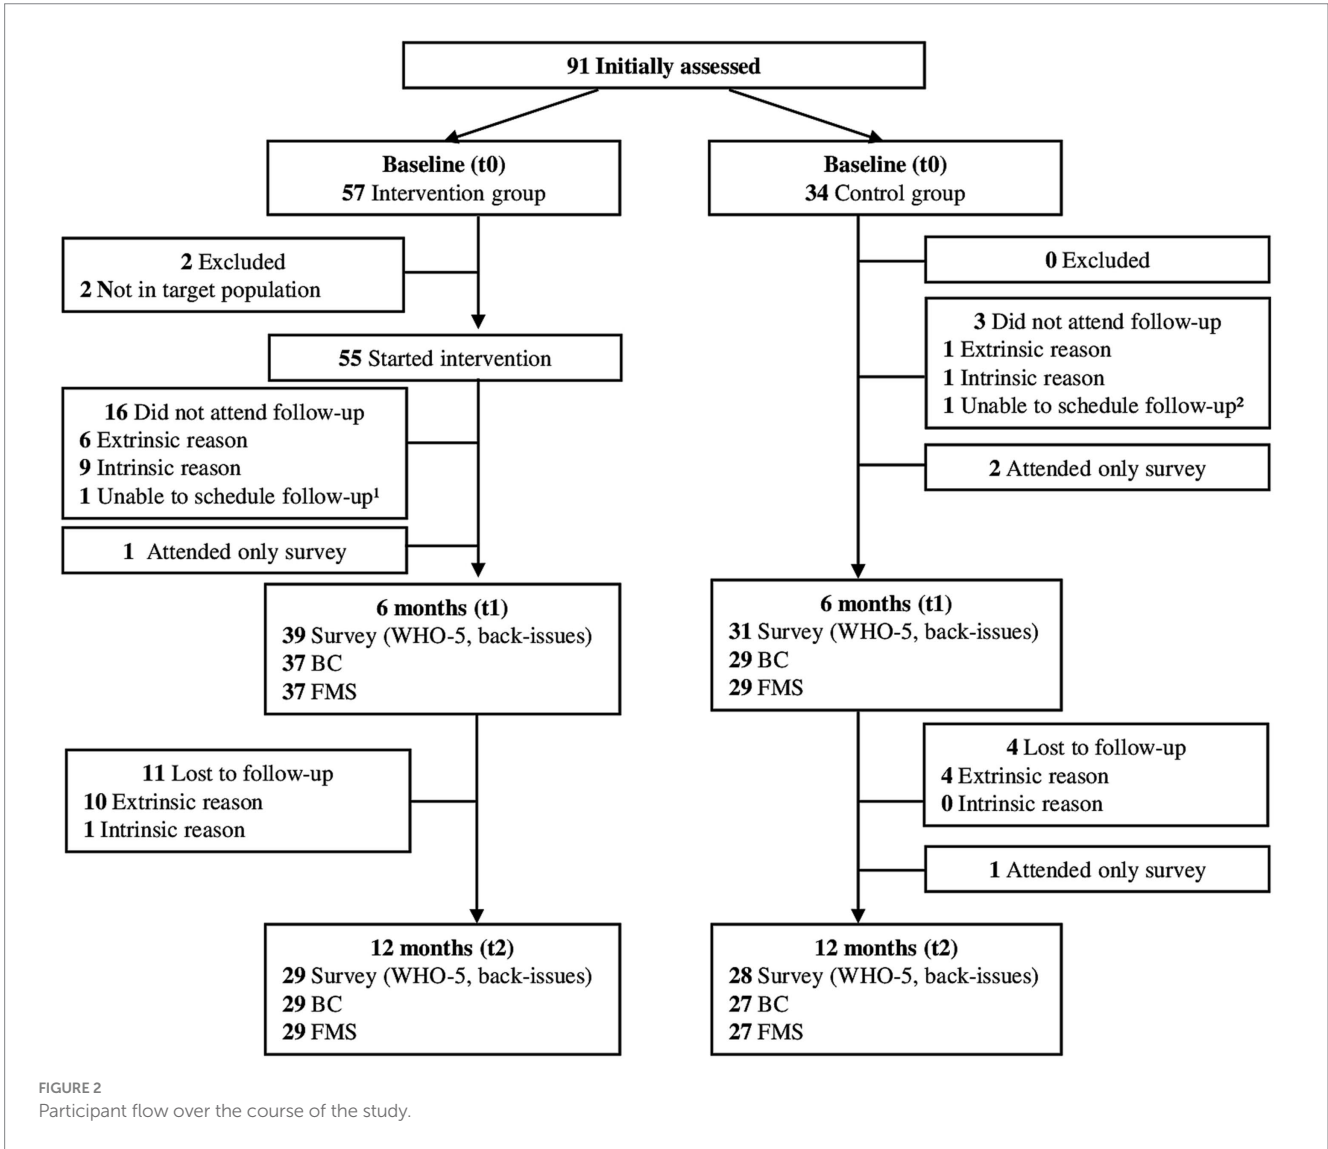 91 Initially assessed
Baseline (t0)
57 Intervention group
Baseline (t0)
34 Control group
2 Excluded
2 Not in target population
0 Excluded
55 Started intervention
3 Did not attend follow-up
1 Extrinsic reason
1 Intrinsic reason
1 Unable to schedule follow-up²
16 Did not attend follow-up
6 Extrinsic reason
9 Intrinsic reason
1 Unable to schedule follow-up¹
2 Attended only survey
1 Attended only survey
6 months (t1)
39 Survey (WHO-5, back-issues)
37 BC
37 FMS
6 months (t1)
31 Survey (WHO-5, back-issues)
29 BC
29 FMS
11 Lost to follow-up
10 Extrinsic reason
1 Intrinsic reason
4 Lost to follow-up
4 Extrinsic reason
0 Intrinsic reason
1 Attended only survey
12 months (t2)
29 Survey (WHO-5, back-issues)
29 BC
29 FMS
12 months (t2)
28 Survey (WHO-5, back-issues)
27 BC
27 FMS
FIGURE 2
Participant flow over the course of the study.